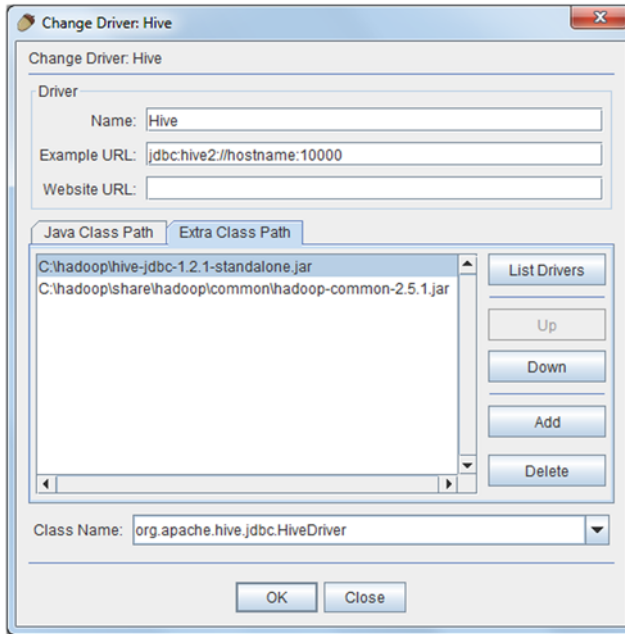 Change Driver: Hive
Change Driver: Hive
Driver
Name: Hive
Example URL: jdbc:hive2://hostname:10000
Website URL:
Java Class Path Extra Class Path
C:\hadoop\hive-jdbc-1.2.1-standalone.jar
C:\hadoop\share\hadoop\common\hadoop-common-2.5.1.jar
List Drivers
Up
Down
Add
Delete
Class Name: org.apache.hive.jdbc.HiveDriver
OK Close